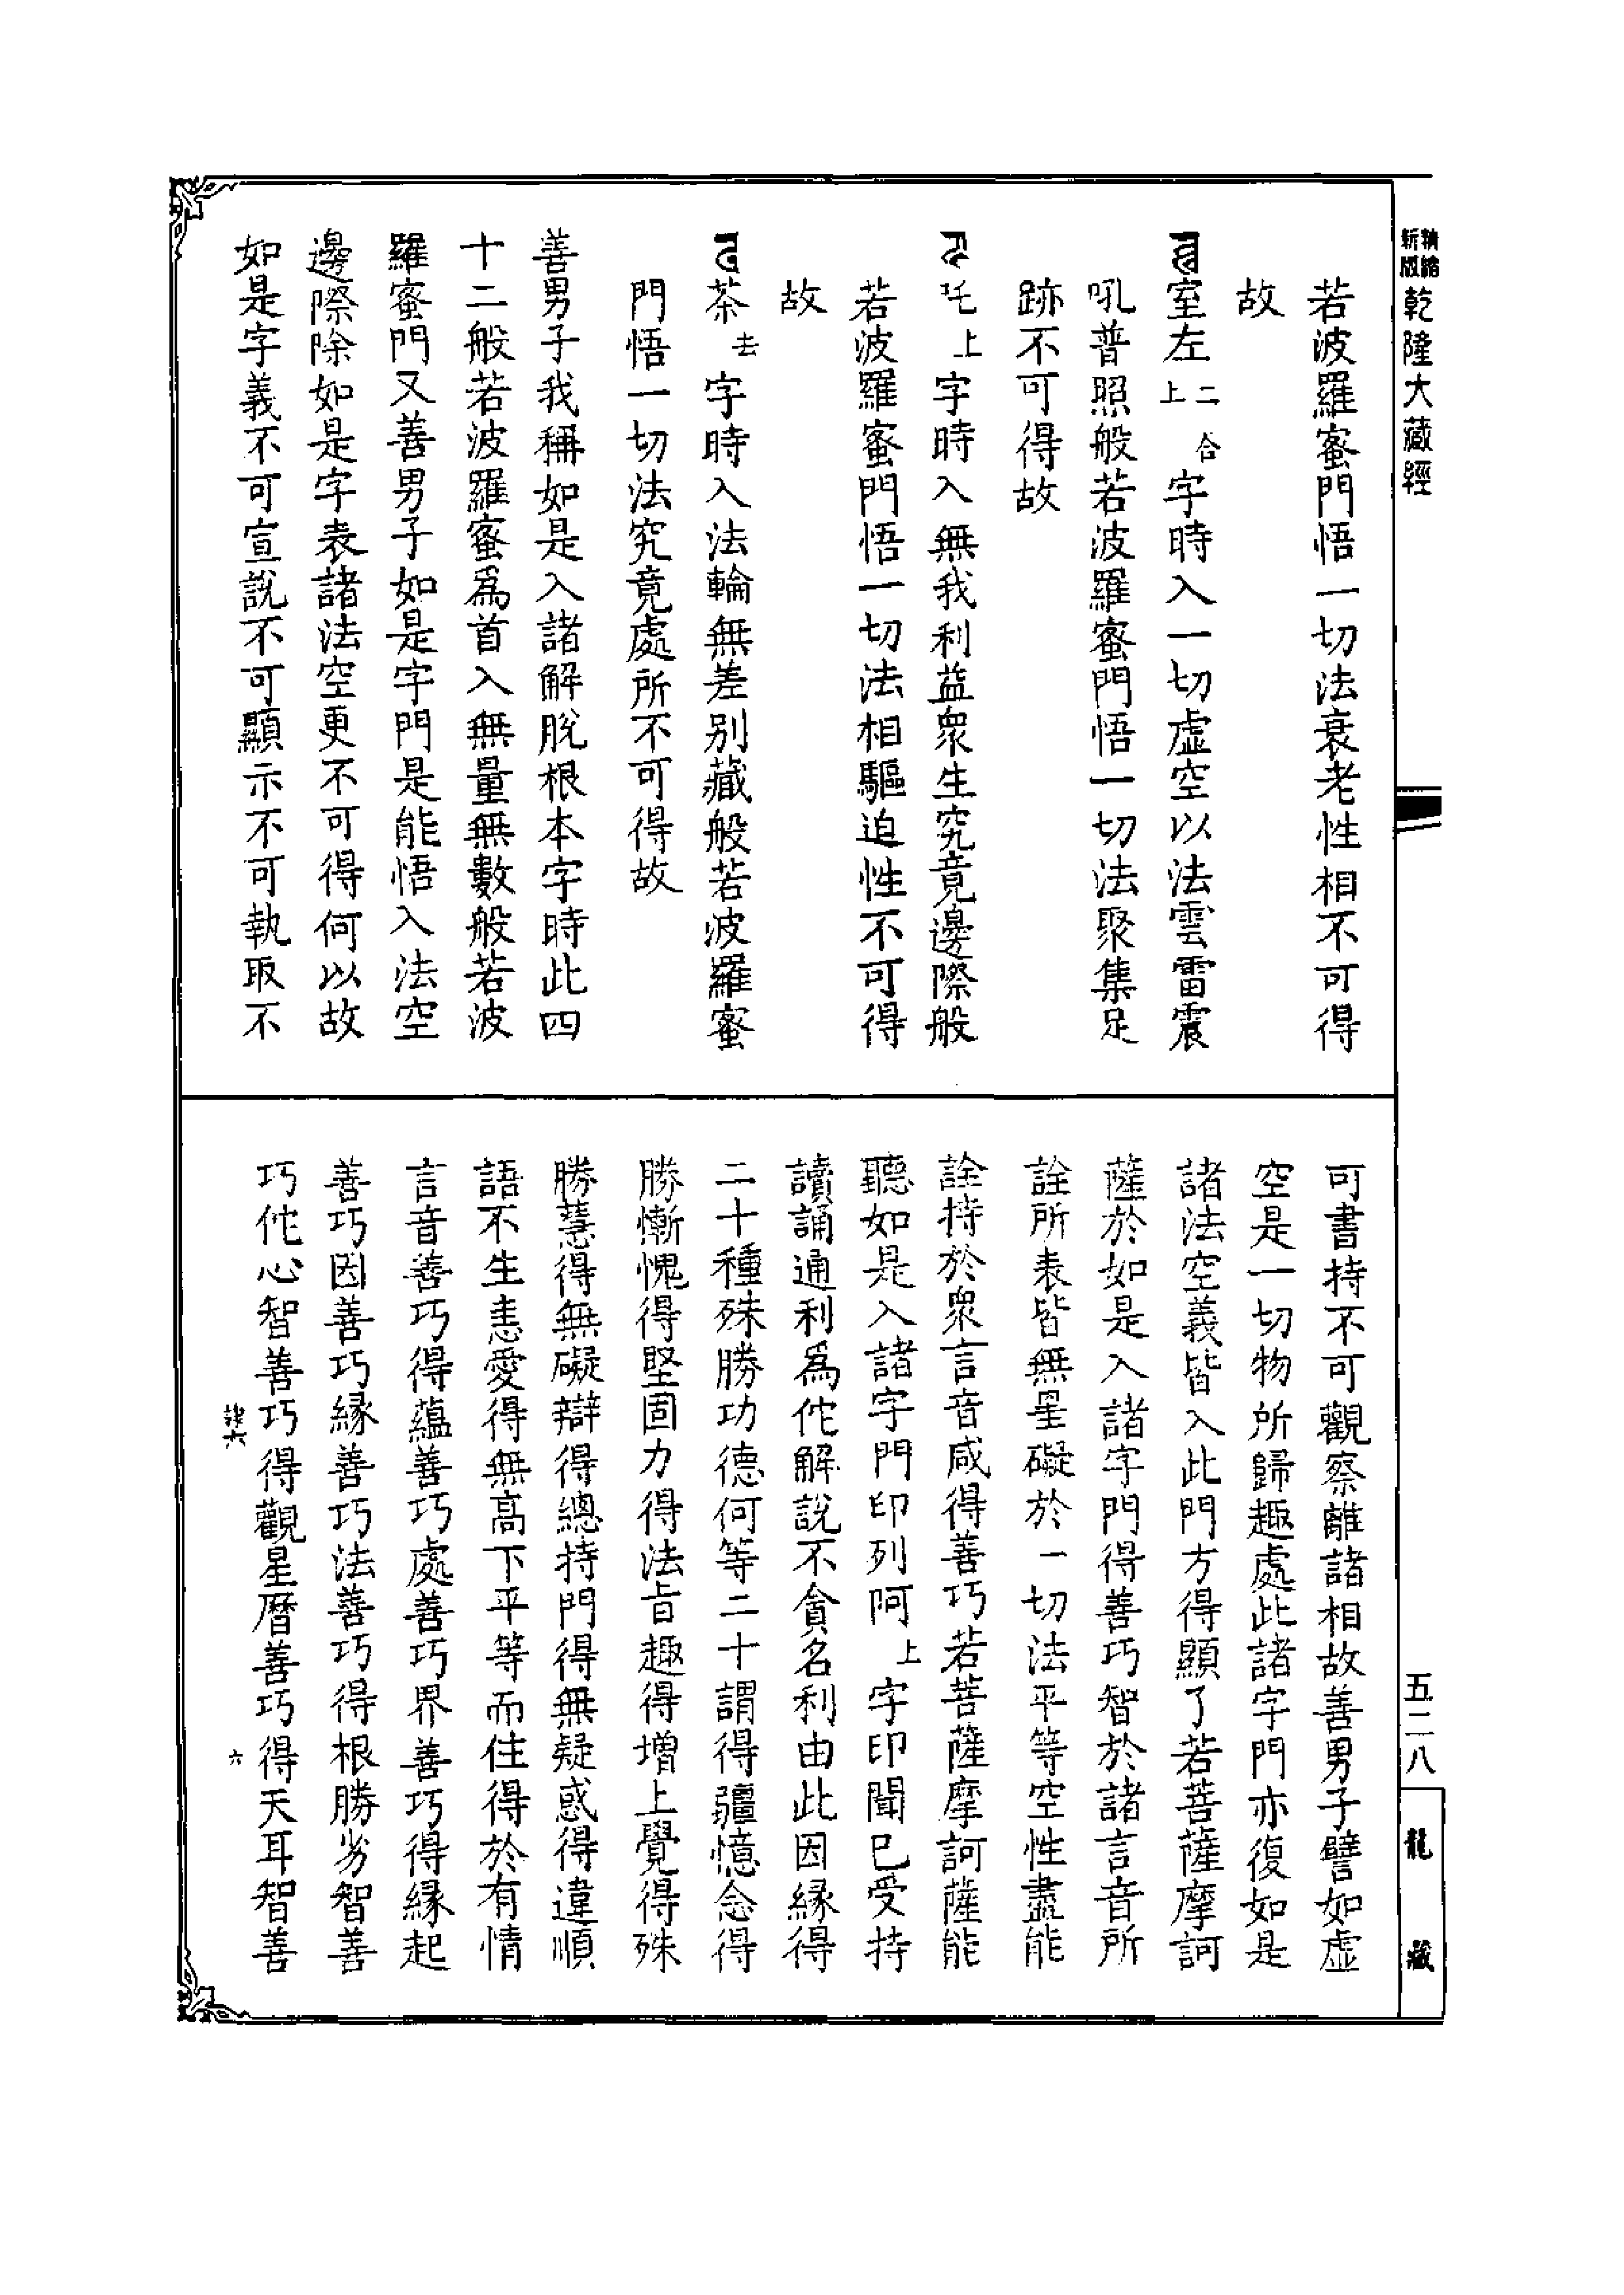 精縮新版乾隆大藏經
五二八
龍藏
若波羅蜜門悟一切法衰老性相不可得
故
室左二合上字時入一切虛空以法雲雷震
吼普照般若波羅蜜門悟一切法聚集足
跡不可得故
吒上字時入無我利益衆生究竟邊際般
若波羅蜜門悟一切法相驅迫性不可得
故
茶去字時入法輪無差別藏般若波羅蜜
門悟一切法究竟處所不可得故
善男子我稱如是入諸解脫根本字時此四
十二般若波羅蜜爲首入無量無數般若波
羅蜜門又善男子如是字門是能悟入法空
邊際除如是字表諸法空更不可得何以故
如是字義不可宣說不可顯示不可執取不
可書持不可觀察離諸相故善男子譬如虛
空是一切物所歸趣處此諸字門亦復如是
諸法空義皆入此門方得顯了若菩薩摩訶
薩於如是入諸字門得善巧智於諸言音所
詮所表皆無罣礙於一切法平等空性盡能
詮持於衆言音咸得善巧若菩薩摩訶薩能
聽如是入諸字門印列阿上字印聞已受持
讀誦通利爲佗解說不貪名利由此因緣得
二十種殊勝功德何等二十謂得彊憶念得
勝慚愧得堅固力得法旨趣得增上覺得殊
勝慧得無礙辯得總持門得無疑惑得違順
語不生恚愛得無高下平等而住得於有情
言音善巧得蘊善巧處善巧界善巧得緣起
善巧因善巧緣善巧法善巧得根勝劣智善
巧佗心智善巧得觀星曆善巧得天耳智善
六
六